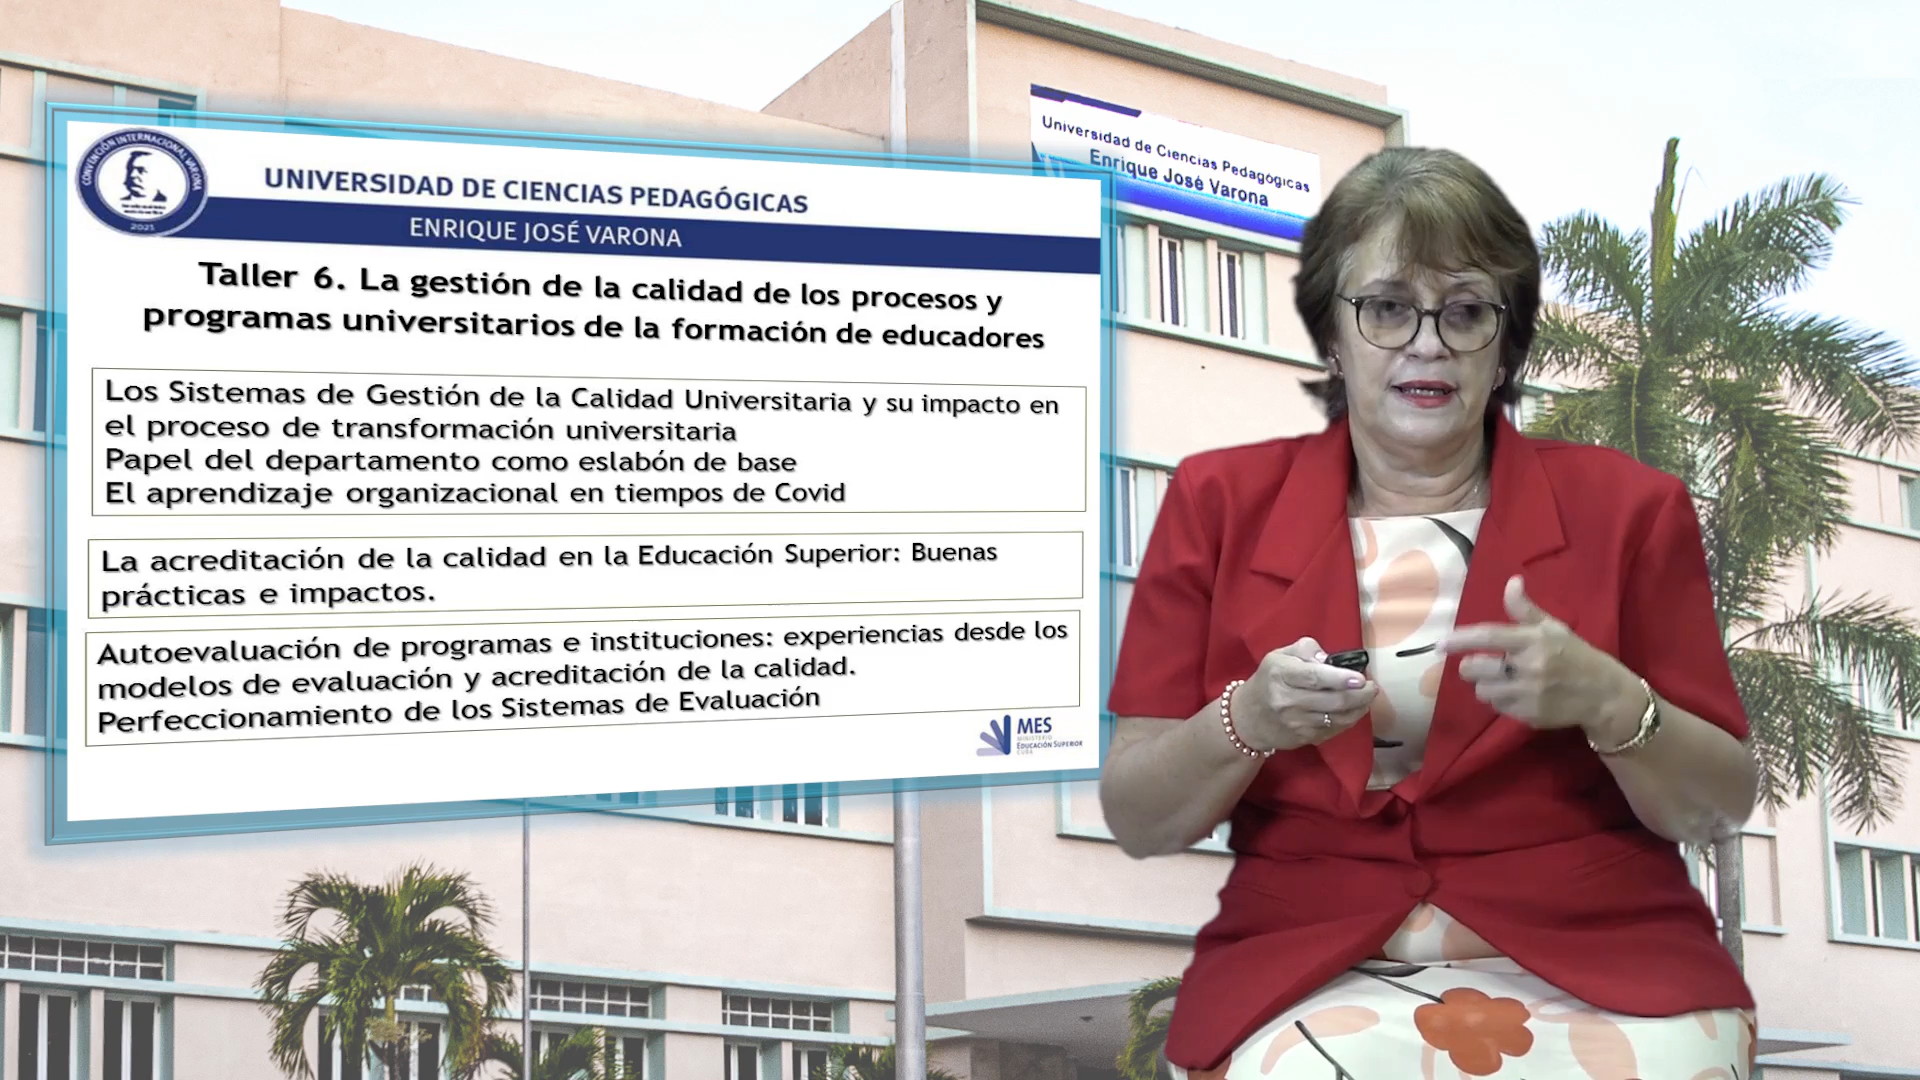 CONVENCIÓN INTERNACIONAL VARONA
2021
UNIVERSIDAD DE CIENCIAS PEDAGÓGICAS
ENRIQUE JOSÉ VARONA
Taller 6. La gestión de la calidad de los procesos y
programas universitarios de la formación de educadores
Los Sistemas de Gestión de la Calidad Universitaria y su impacto en
el proceso de transformación universitaria
Papel del departamento como eslabón de base
El aprendizaje organizacional en tiempos de Covid
La acreditación de la calidad en la Educación Superior: Buenas
prácticas e impactos.
Autoevaluación de programas e instituciones: experiencias desde los
modelos de evaluación y acreditación de la calidad.
Perfeccionamiento de los Sistemas de Evaluación
MES
MINISTERIO
EDUCACIÓN SUPERIOR
CUBA
Universidad de Ciencias Pedagógicas
Enrique José Varona